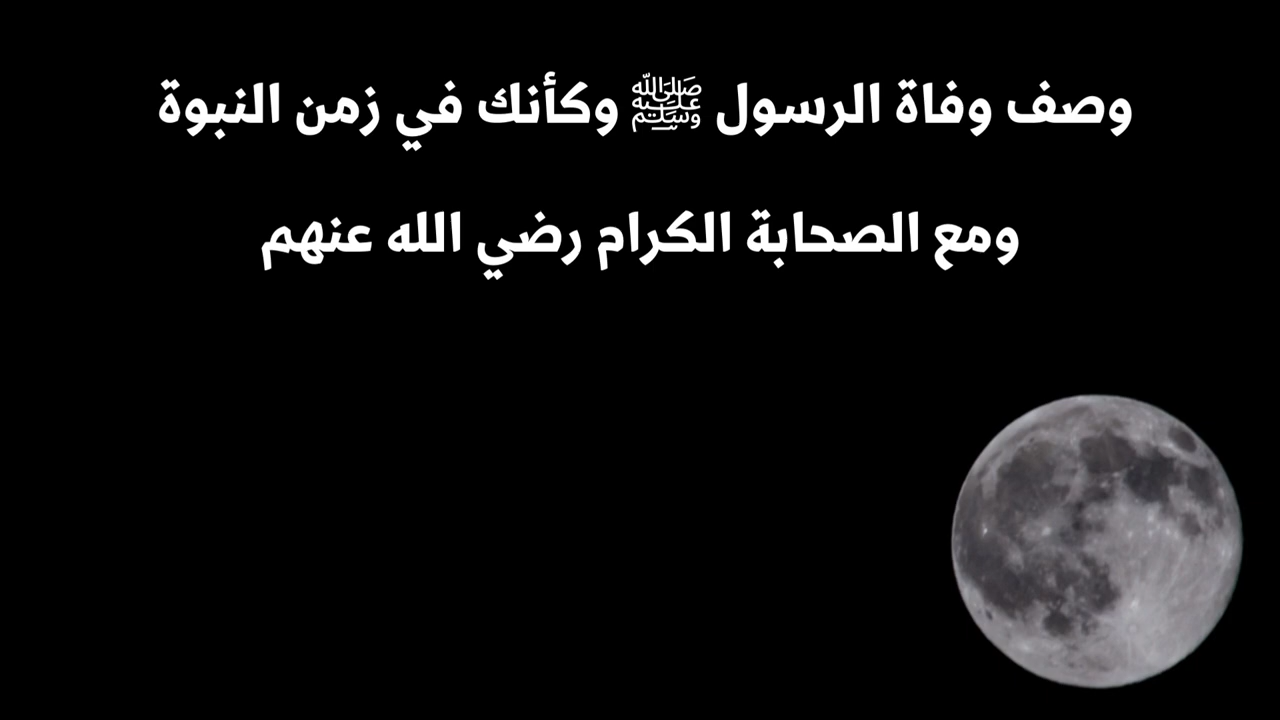 وصف وفاة الرسول ﷺ وكأنك في زمن النبوة
ومع الصحابة الكرام رضي الله عنهم